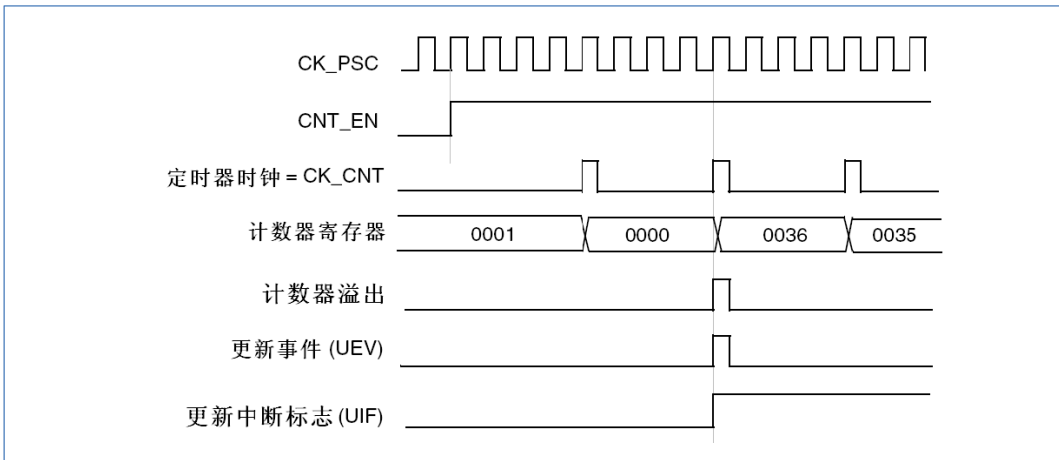 CK_PSC
CNT_EN
定时器时钟 = CK_CNT
计数器寄存器 0001 0000 0036 0035
计数器溢出
更新事件 (UEV)
更新中断标志 (UIF)